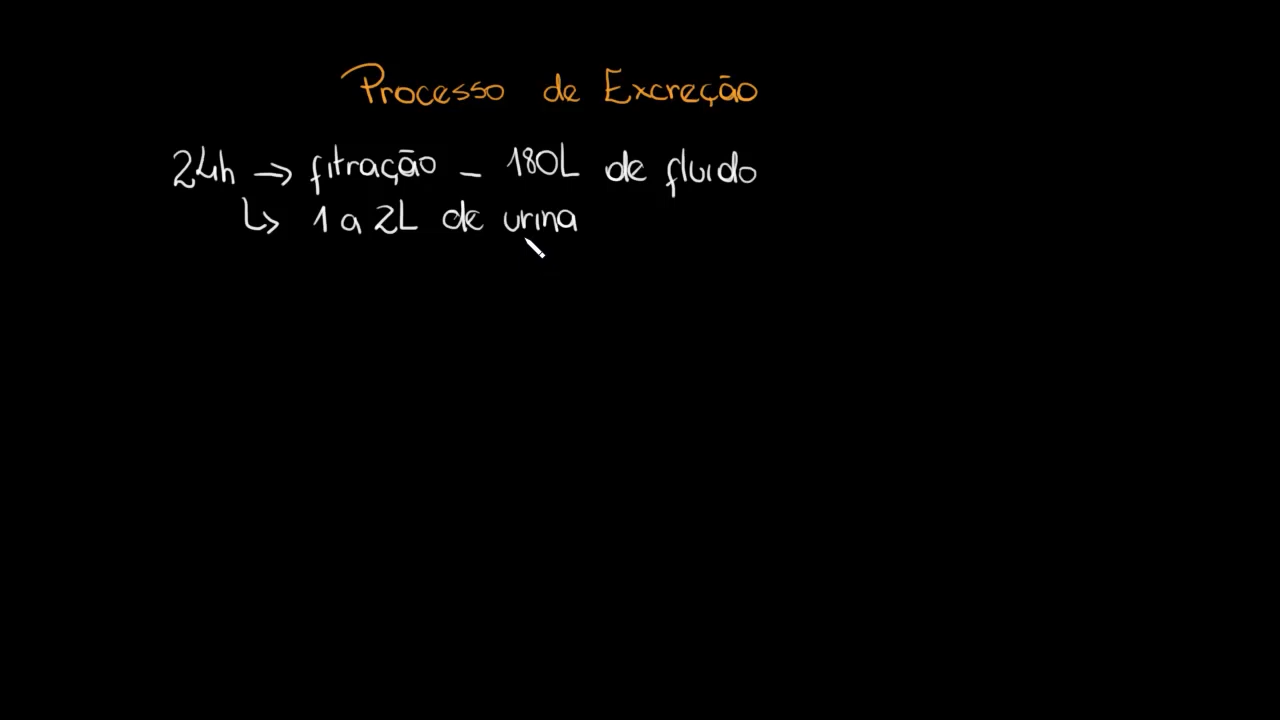 Processo de Excreção
24h → fitração - 180L de fluido
↳ 1 a 2L de urina